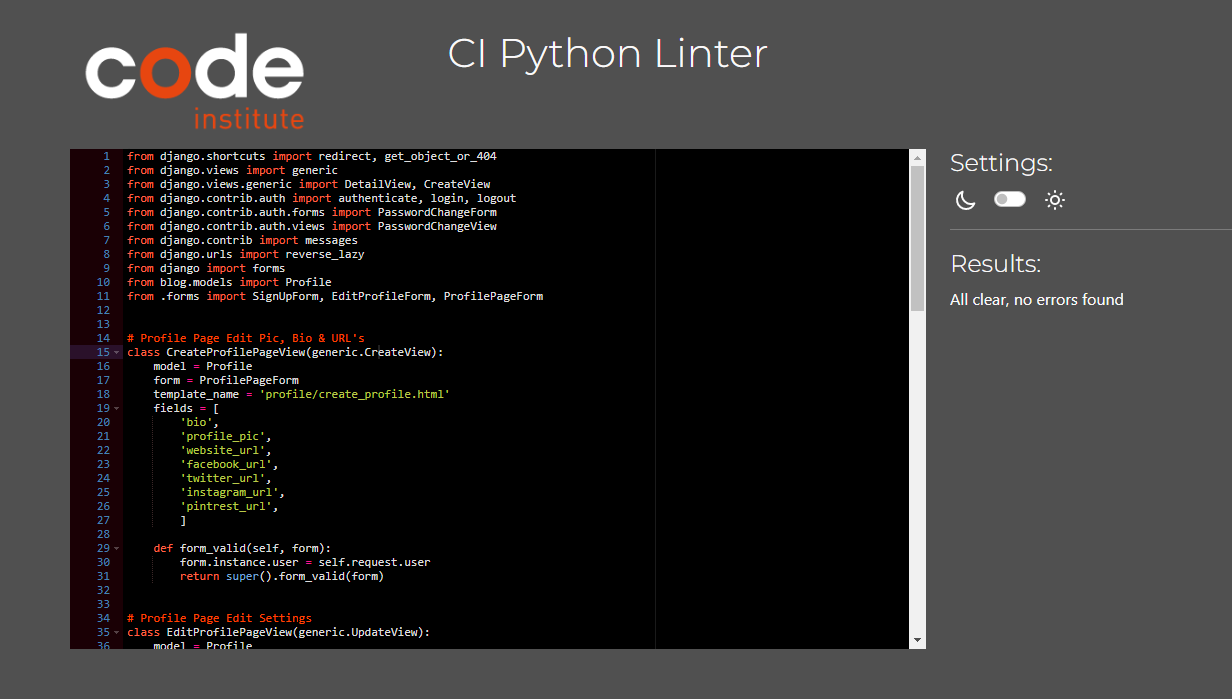 code
institute
CI Python Linter
1 from django.shortcuts import redirect, get_object_or_404
2 from django.views import generic
3 from django.views.generic import DetailView, CreateView
4 from django.contrib.auth import authenticate, login, logout
5 from django.contrib.auth.forms import PasswordChangeForm
6 from django.contrib.auth.views import PasswordChangeView
7 from django.contrib import messages
8 from django.urls import reverse_lazy
9 from django import forms
10 from blog.models import Profile
11 from .forms import SignUpForm, EditProfileForm, ProfilePageForm
12
13
14 # Profile Page Edit Pic, Bio & URL's
15 class CreateProfilePageView(generic.CreateView):
16 model = Profile
17 form = ProfilePageForm
18 template_name = 'profile/create_profile.html'
19 fields = [
20 'bio',
21 'profile_pic',
22 'website_url',
23 'facebook_url',
24 'twitter_url',
25 'instagram_url',
26 'pintrest_url',
27 ]
28
29 def form_valid(self, form):
30 form.instance.user = self.request.user
31 return super().form_valid(form)
32
33
34 # Profile Page Edit Settings
35 class EditProfilePageView(generic.UpdateView):
36 model = Profile
Settings:
Results:
All clear, no errors found